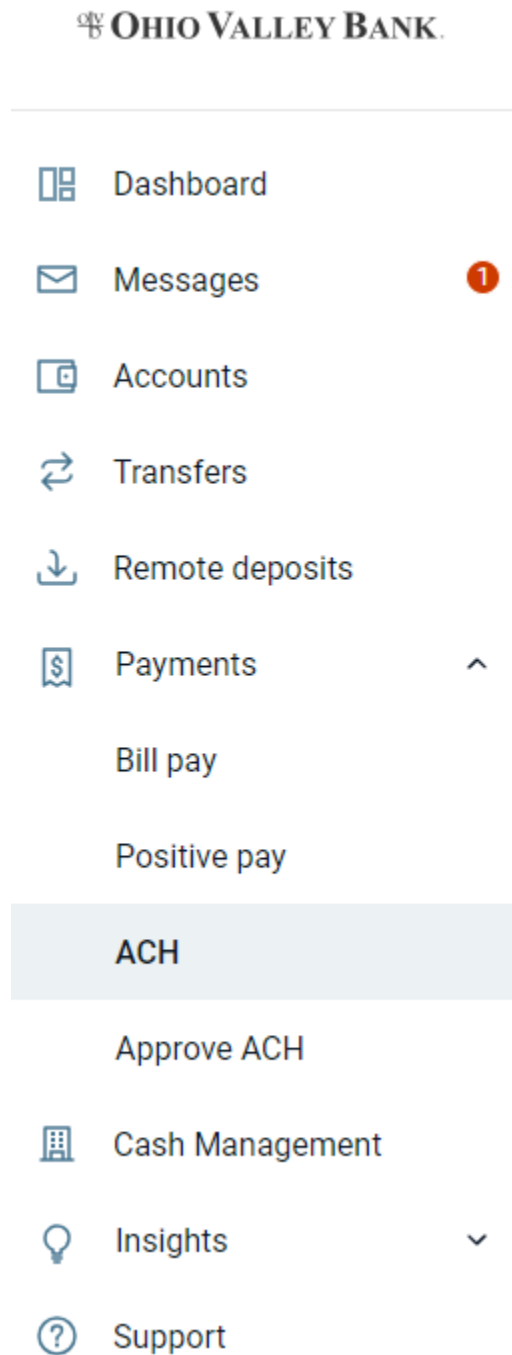 OHIO VALLEY BANK.
Dashboard
Messages 1
Accounts
Transfers
Remote deposits
Payments
Bill pay
Positive pay
ACH
Approve ACH
Cash Management
Insights
Support